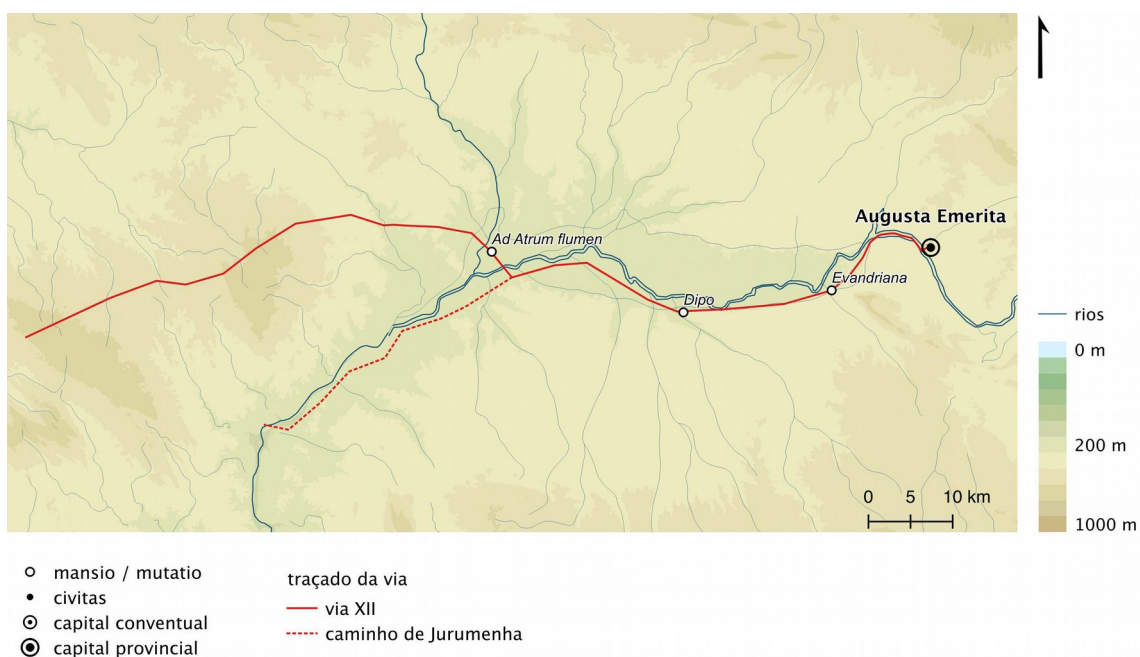 Augusta Emerita
Ad Atrum flumen
Evandriana
Dipo
rios
0 m
200 m
1000 m
0 5 10 km
mansio / mutatio
civitas
capital conventual
capital provincial
traçado da via
via XII
caminho de Jurumenha